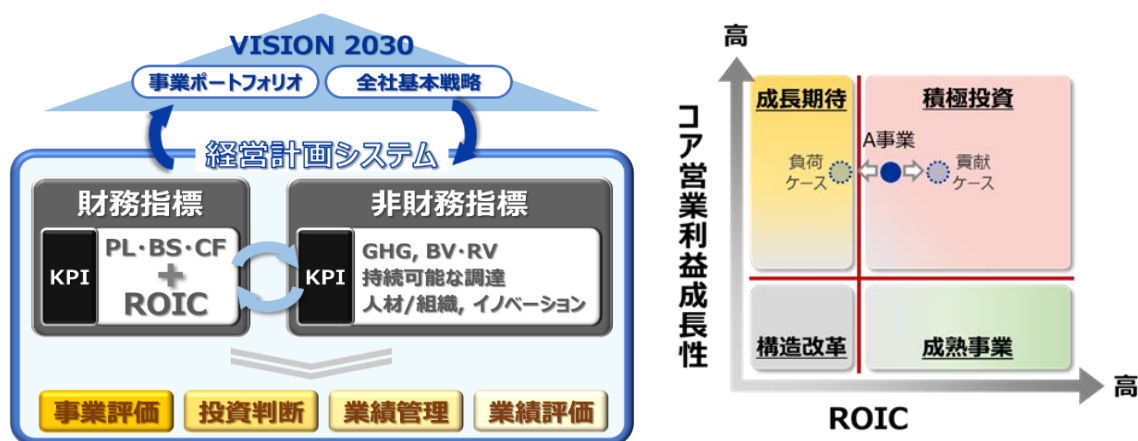 VISION 2030
事業ポートフォリオ
全社基本戦略
経営計画システム
財務指標
KPI
PL・BS・CF
+
ROIC
非財務指標
KPI
GHG, BV・RV
持続可能な調達
人材/組織, イノベーション
事業評価
投資判断
業績管理
業績評価
高
コア営業利益成長性
成長期待
積極投資
A事業
負荷
ケース
貢献
ケース
構造改革
成熟事業
高
ROIC